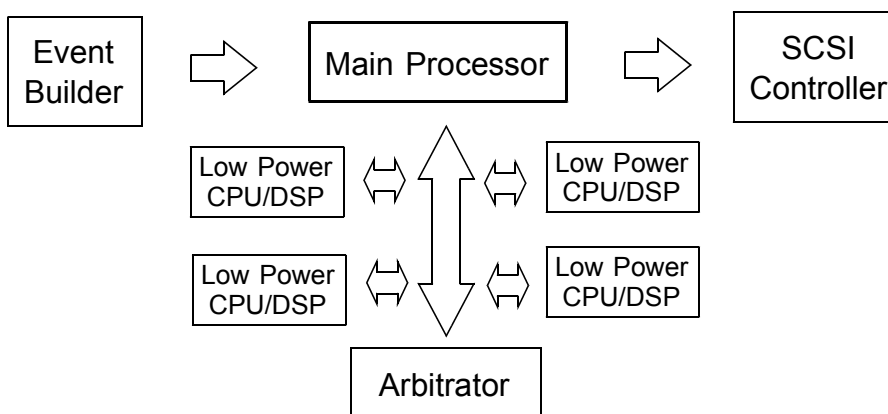 Event
Builder
Main Processor
SCSI
Controller
Low Power
CPU/DSP
Low Power
CPU/DSP
Low Power
CPU/DSP
Low Power
CPU/DSP
Arbitrator